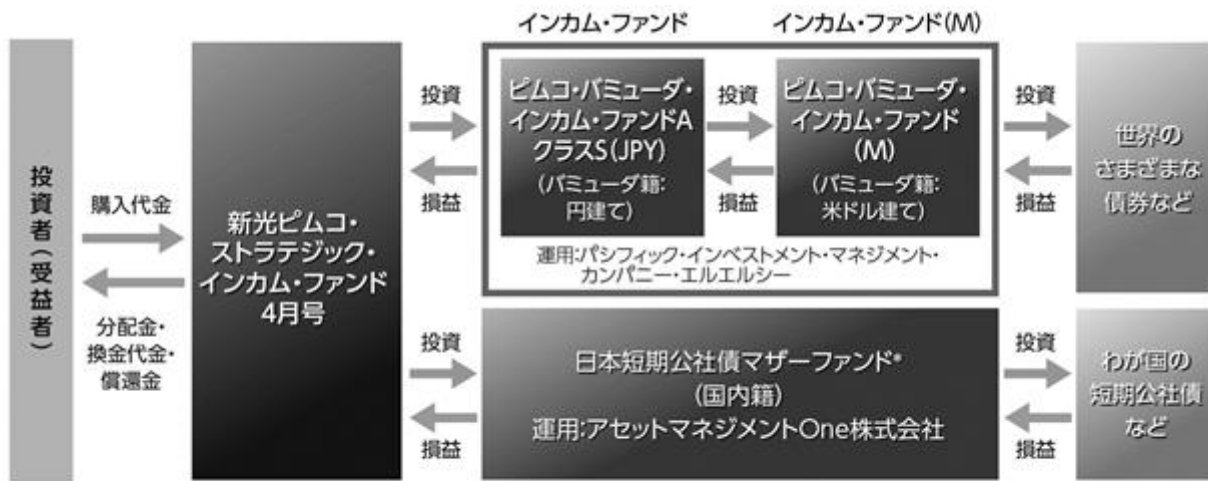 投資者（受益者）
購入代金
分配金・
換金代金・
償還金
新光ピムコ・
ストラテジック・
インカム・ファンド
4月号
投資
損益
インカム・ファンド
ピムコ・バミューダ・
インカム・ファンドA
クラスS（JPY）
（バミューダ籍：
円建て）
投資
損益
インカム・ファンド（M）
ピムコ・バミューダ・
インカム・ファンド
（M）
（バミューダ籍：
米ドル建て）
運用：パシフィック・インベストメント・マネジメント・
カンパニー・エルエルシー
投資
損益
世界の
さまざまな
債券など
投資
損益
日本短期公社債マザーファンド*
（国内籍）
運用：アセットマネジメントOne株式会社
投資
損益
わが国の
短期公社債
など